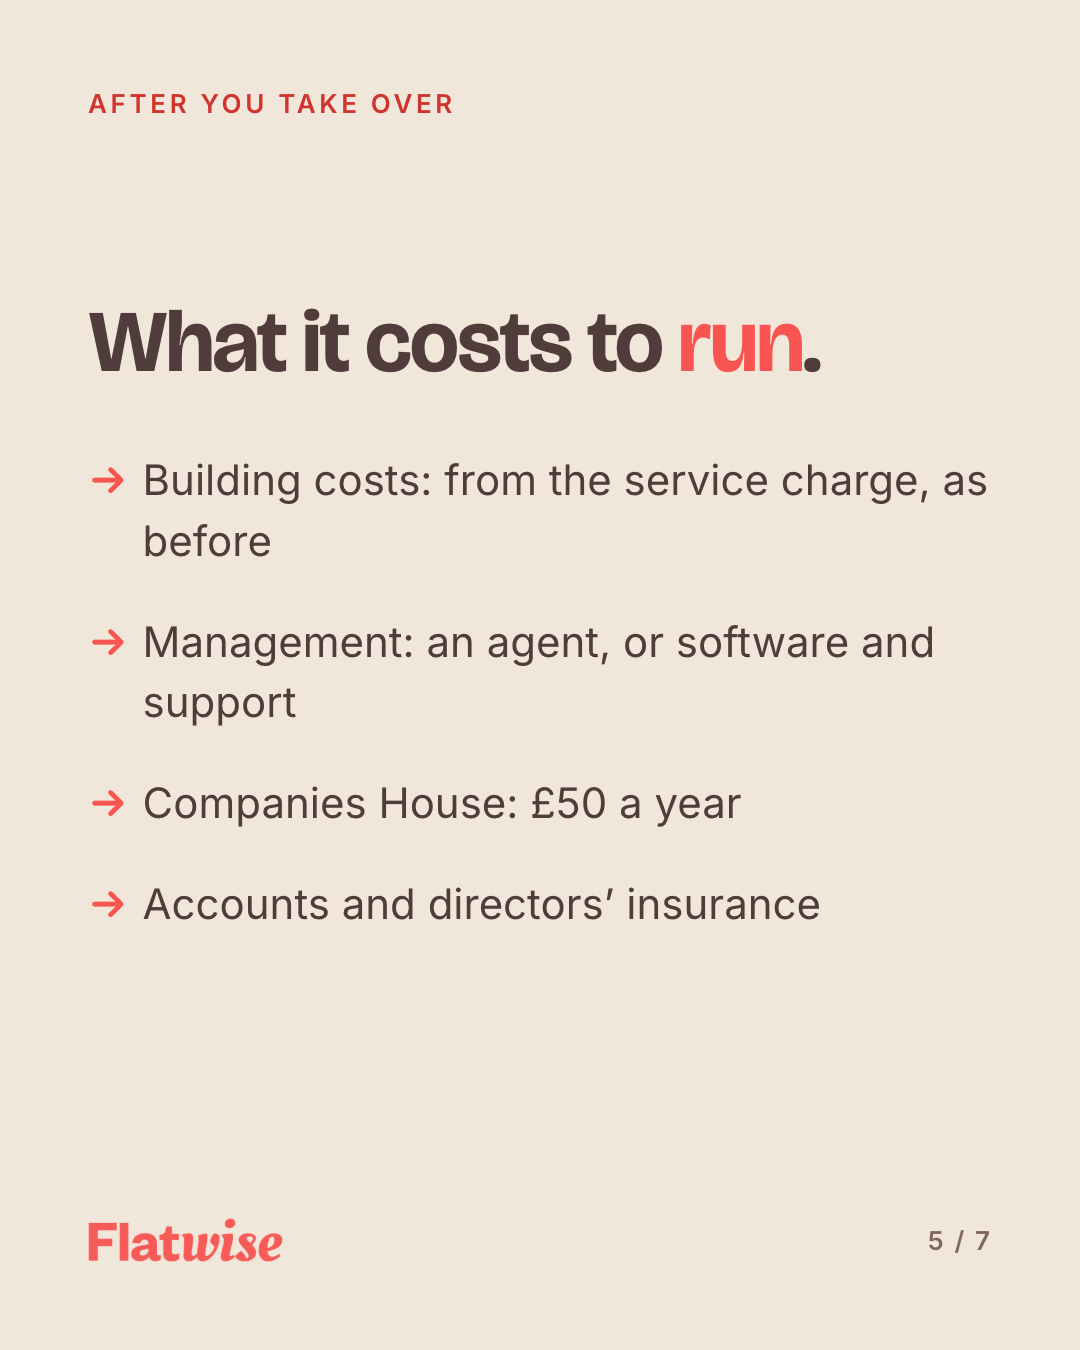 AFTER YOU TAKE OVER
What it costs to run.
→ Building costs: from the service charge, as
before
→ Management: an agent, or software and
support
→ Companies House: £50 a year
→ Accounts and directors’ insurance
Flatwise
5 / 7